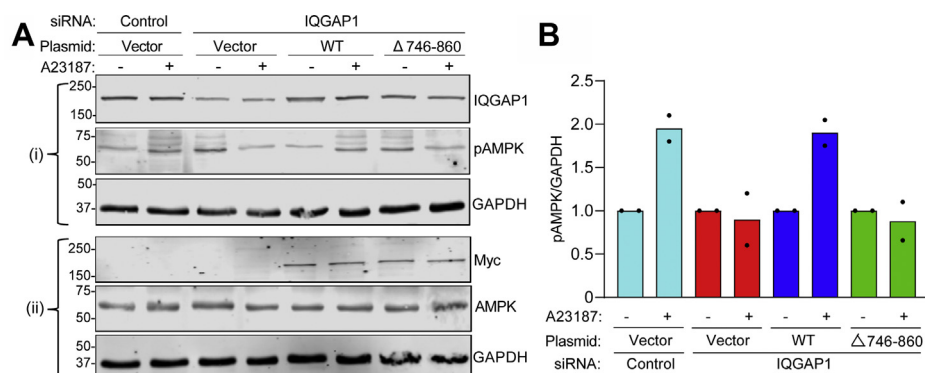 A
siRNA: Control IQGAP1
Plasmid: Vector Vector WT Δ 746-860
A23187: - + - + - + - +
(i)
250
150
IQGAP1
75
50
pAMPK
50
37
GAPDH
(ii)
250
150
Myc
75
50
AMPK
50
37
GAPDH
B
pAMPK/GAPDH
2.5
2.0
1.5
1.0
0.5
0
A23187: - + - + - + - +
Plasmid: Vector Vector WT △746-860
siRNA: Control IQGAP1